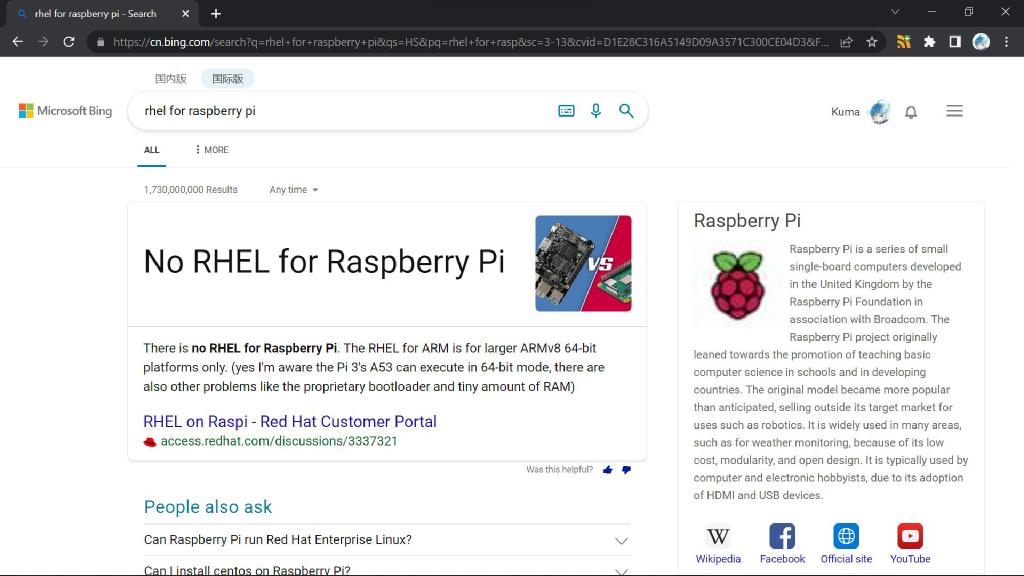 rhel for raspberry pi - Search
https://cn.bing.com/search?q=rhel+for+raspberry+pi&qs=HS&pq=rhel+for+rasp&sc=3-13&cvid=D1E28C316A5149D09A3571C300CE04D3&F...
国内版 国际版
Microsoft Bing
rhel for raspberry pi
Kuma
ALL
MORE
1,730,000,000 Results
Any time
No RHEL for Raspberry Pi
VS
There is no RHEL for Raspberry Pi. The RHEL for ARM is for larger ARMv8 64-bit
platforms only. (yes I'm aware the Pi 3's A53 can execute in 64-bit mode, there are
also other problems like the proprietary bootloader and tiny amount of RAM)
RHEL on Raspi - Red Hat Customer Portal
access.redhat.com/discussions/3337321
Was this helpful?
People also ask
Can Raspberry Pi run Red Hat Enterprise Linux?
Can I install centos on Raspberry Pi?
Raspberry Pi
Raspberry Pi is a series of small
single-board computers developed
in the United Kingdom by the
Raspberry Pi Foundation in
association with Broadcom. The
Raspberry Pi project originally
leaned towards the promotion of teaching basic
computer science in schools and in developing
countries. The original model became more popular
than anticipated, selling outside its target market for
uses such as robotics. It is widely used in many areas,
such as for weather monitoring, because of its low
cost, modularity, and open design. It is typically used by
computer and electronic hobbyists, due to its adoption
of HDMI and USB devices.
W
Wikipedia
Facebook
Official site
YouTube